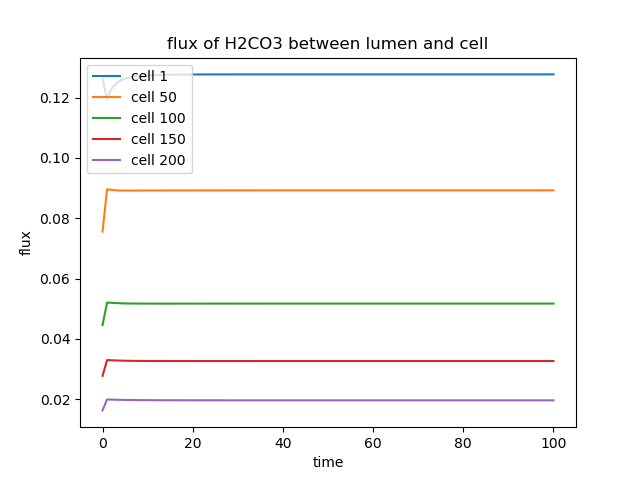 flux of H2CO3 between lumen and cell
cell 1
cell 50
cell 100
cell 150
cell 200
0.12
0.10
0.08
0.06
0.04
0.02
flux
0 20 40 60 80 100
time